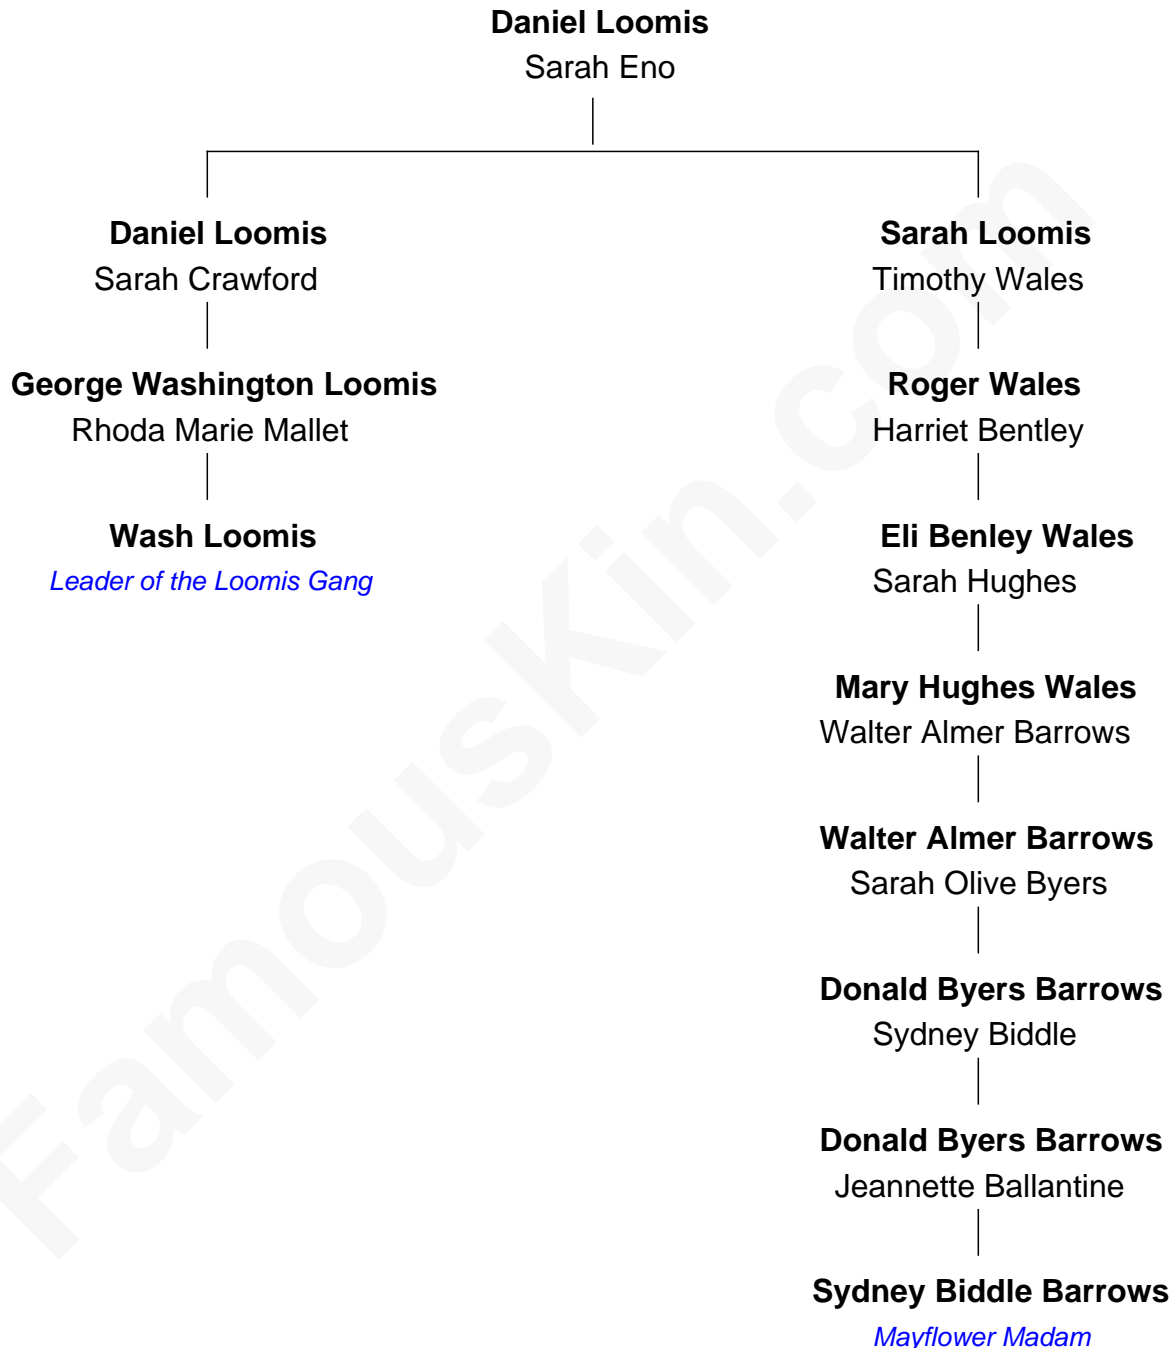 Daniel Loomis
Sarah Eno
Daniel Loomis
Sarah Crawford
George Washington Loomis
Rhoda Marie Mallet
Wash Loomis
Leader of the Loomis Gang
Sarah Loomis
Timothy Wales
Roger Wales
Harriet Bentley
Eli Benley Wales
Sarah Hughes
Mary Hughes Wales
Walter Almer Barrows
Walter Almer Barrows
Sarah Olive Byers
Donald Byers Barrows
Sydney Biddle
Donald Byers Barrows
Jeannette Ballantine
Sydney Biddle Barrows
Mayflower Madam
FamousKin.com